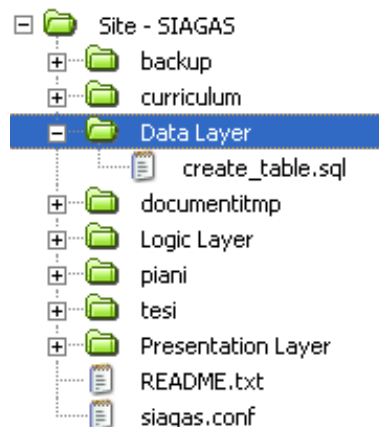 Site - SIAGAS
backup
curriculum
Data Layer
create_table.sql
documentitmp
Logic Layer
piani
tesi
Presentation Layer
README.txt
siagas.conf